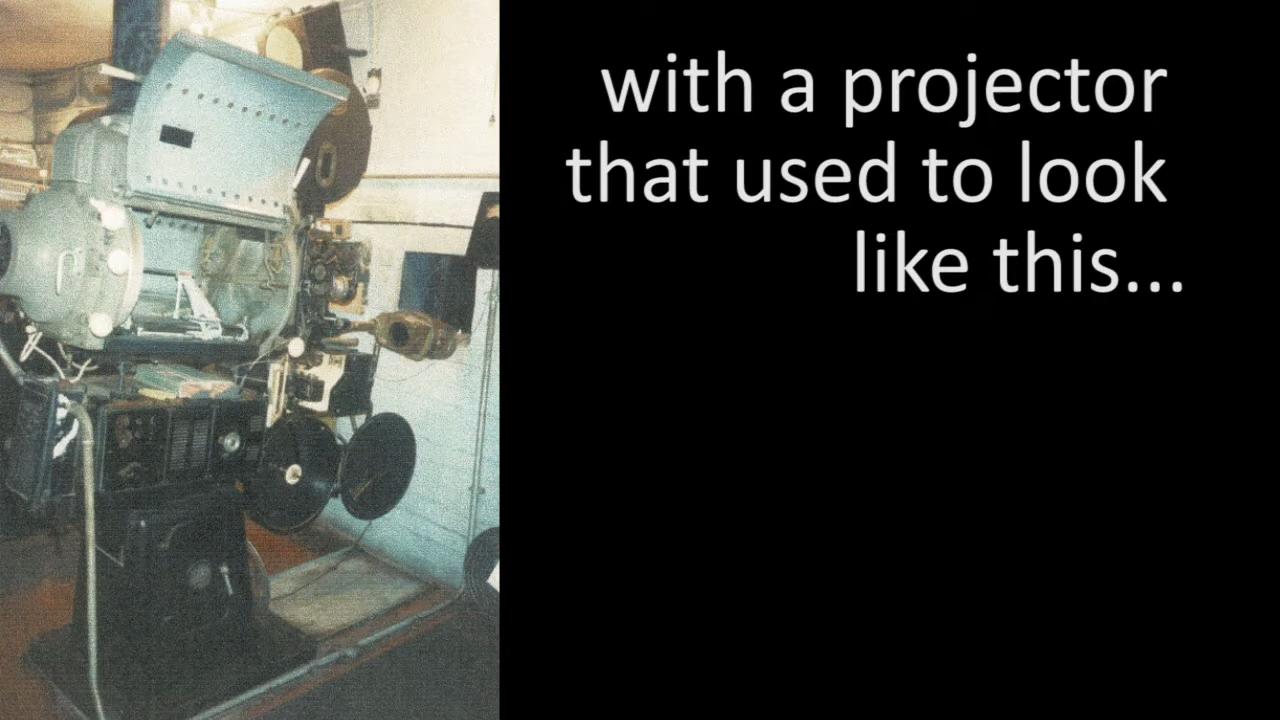 with a projector
that used to look
like this...